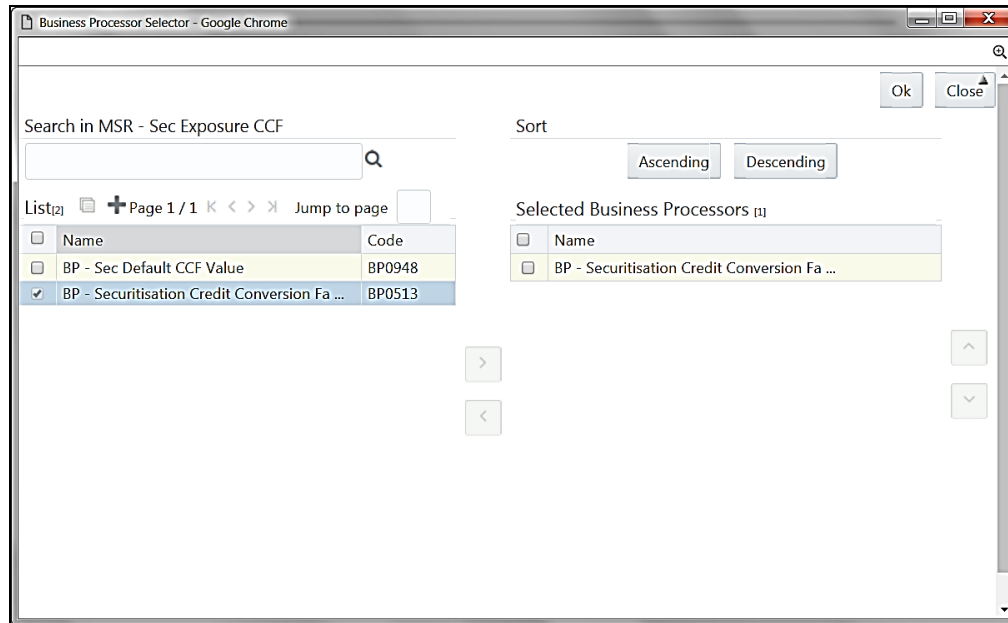 Business Processor Selector - Google Chrome
Ok
Close
Search in MSR - Sec Exposure CCF
Sort
Ascending
Descending
List[2]
Page 1 / 1
Jump to page
Selected Business Processors [1]
Name
Code
Name
BP - Sec Default CCF Value
BP0948
BP - Securitisation Credit Conversion Fa ...
BP - Securitisation Credit Conversion Fa ...
BP0513